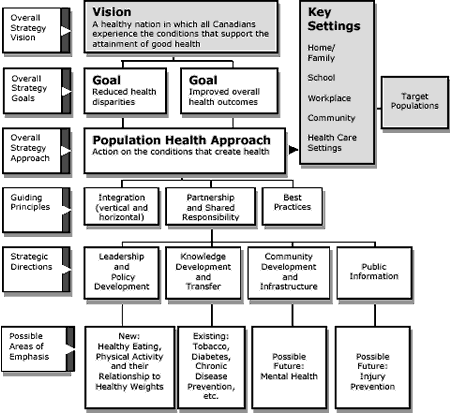 Overall
Strategy
Vision
Vision
A healthy nation in which all Canadians
experience the conditions that support the
attainment of good health
Key
Settings
Home/
Family
School
Workplace
Community
Health Care
Settings
Target
Populations
Overall
Strategy
Goals
Goal
Reduced health
disparities
Goal
Improved overall
health outcomes
Overall
Strategy
Approach
Population Health Approach
Action on the conditions that create health
Guiding
Principles
Integration
(vertical and
horizontal)
Partnership
and Shared
Responsibility
Best
Practices
Strategic
Directions
Leadership
and
Policy
Development
Knowledge
Development
and
Transfer
Community
Development
and
Infrastructure
Public
Information
Possible
Areas of
Emphasis
New:
Healthy Eating,
Physical Activity
and their
Relationship to
Healthy Weights
Existing:
Tobacco,
Diabetes,
Chronic
Disease
Prevention,
etc.
Possible
Future:
Mental Health
Possible
Future:
Injury
Prevention